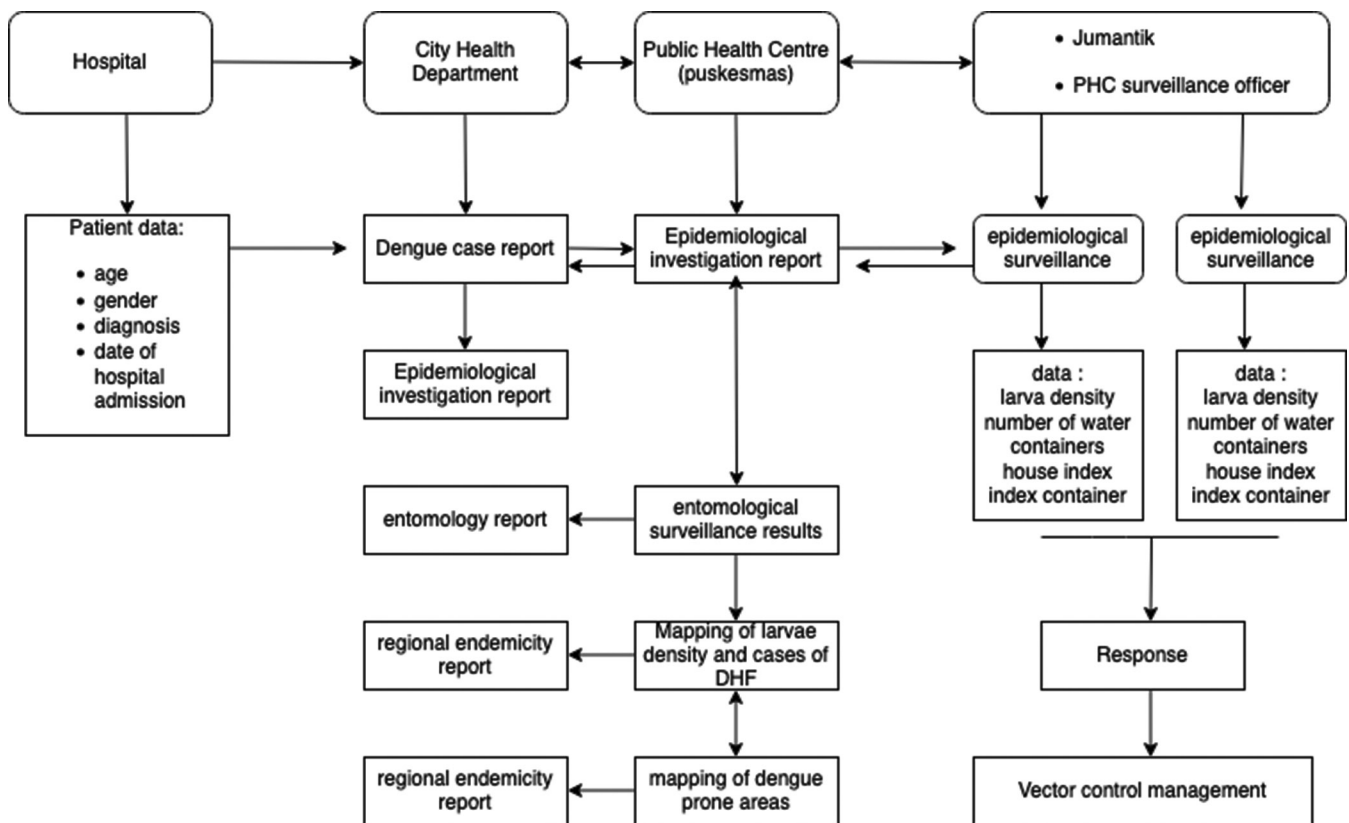 Hospital
City Health
Department
Public Health Centre
(puskesmas)
• Jumantik
• PHC surveillance officer
Patient data:
• age
• gender
• diagnosis
• date of
hospital
admission
Dengue case report
Epidemiological
investigation report
epidemiological
surveillance
epidemiological
surveillance
Epidemiological
investigation report
data :
larva density
number of water
containers
house index
index container
data :
larva density
number of water
containers
house index
index container
entomology report
entomological
surveillance results
regional endemicity
report
Mapping of larvae
density and cases of
DHF
Response
regional endemicity
report
mapping of dengue
prone areas
Vector control management